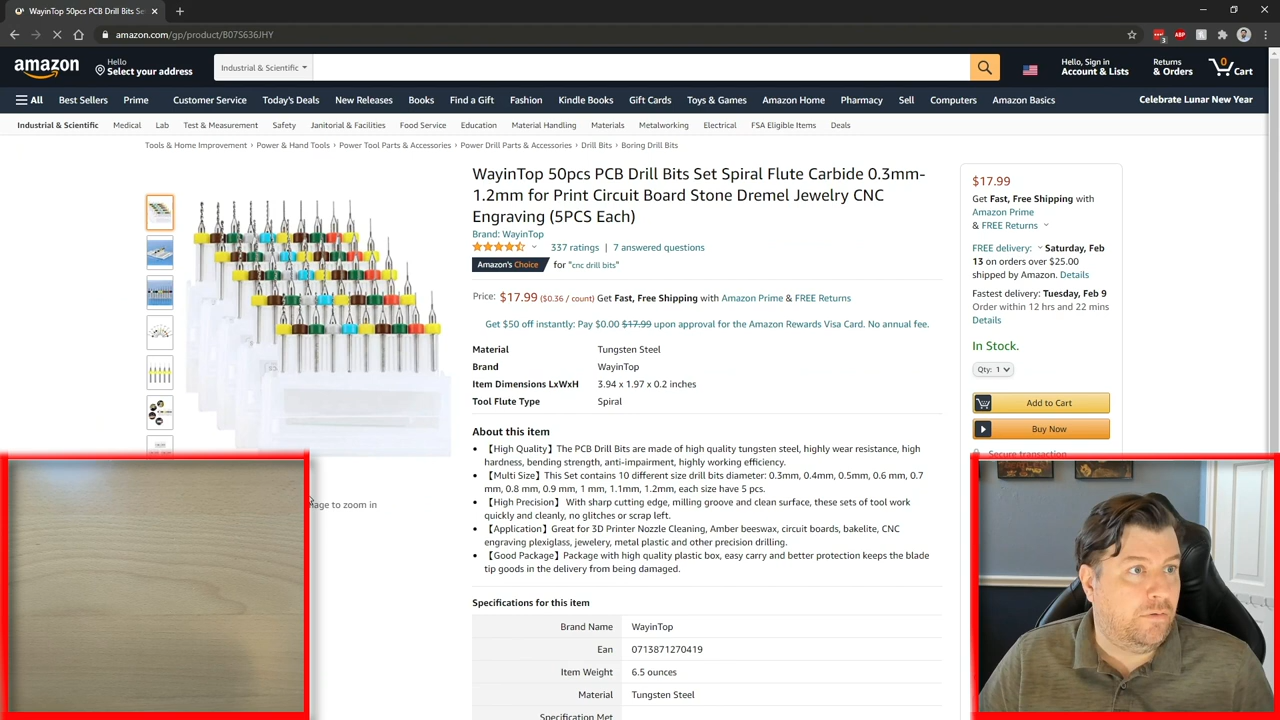 WayinTop 50pcs PCB Drill Bits Set
amazon.com/gp/product/B07S636JHY
3
ABP
amazon
Hello
Select your address
Industrial & Scientific
Hello, Sign in
Account & Lists
Returns
& Orders
0
Cart
All
Best Sellers
Prime
Customer Service
Today's Deals
New Releases
Books
Find a Gift
Fashion
Kindle Books
Gift Cards
Toys & Games
Amazon Home
Pharmacy
Sell
Computers
Amazon Basics
Celebrate Lunar New Year
Industrial & Scientific
Medical
Lab
Test & Measurement
Safety
Janitorial & Facilities
Food Service
Education
Material Handling
Materials
Metalworking
Electrical
FSA Eligible Items
Deals
Tools & Home Improvement › Power & Hand Tools › Power Tool Parts & Accessories › Power Drill Parts & Accessories › Drill Bits › Boring Drill Bits
WayinTop 50pcs PCB Drill Bits Set Spiral Flute Carbide 0.3mm-
1.2mm for Print Circuit Board Stone Dremel Jewelry CNC
Engraving (5PCS Each)
Brand: WayinTop
337 ratings | 7 answered questions
Amazon's Choice for "cnc drill bits"
Price: $17.99 ($0.36 / count) Get Fast, Free Shipping with Amazon Prime & FREE Returns
Get $50 off instantly: Pay $0.00 $17.99 upon approval for the Amazon Rewards Visa Card. No annual fee.
Material Tungsten Steel
Brand WayinTop
Item Dimensions LxWxH 3.94 x 1.97 x 0.2 inches
Tool Flute Type Spiral
About this item
【High Quality】The PCB Drill Bits are made of high quality tungsten steel, highly wear resistance, high
hardness, bending strength, anti-impairment, highly working efficiency.
【Multi Size】This Set contains 10 different size drill bits diameter: 0.3mm, 0.4mm, 0.5mm, 0.6 mm, 0.7
mm, 0.8 mm, 0.9 mm, 1 mm, 1.1mm, 1.2mm, each size have 5 pcs.
【High Precision】With sharp cutting edge, milling groove and clean surface, these sets of tool work
quickly and cleanly, no glitches or scrap left.
【Application】Great for 3D Printer Nozzle Cleaning, Amber beeswax, circuit boards, bakelite, CNC
engraving plexiglass, jewelery, metal plastic and other precision drilling.
【Good Package】Package with high quality plastic box, easy carry and better protection keeps the blade
tip goods in the delivery from being damaged.
Specifications for this item
Brand Name WayinTop
Ean 0713871270419
Item Weight 6.5 ounces
Material Tungsten Steel
Specification Met
mage to zoom in
$17.99
Get Fast, Free Shipping with
Amazon Prime
& FREE Returns
FREE delivery: Saturday, Feb
13 on orders over $25.00
shipped by Amazon. Details
Fastest delivery: Tuesday, Feb 9
Order within 12 hrs and 22 mins
Details
In Stock.
Qty: 1
Add to Cart
Buy Now
Secure transaction